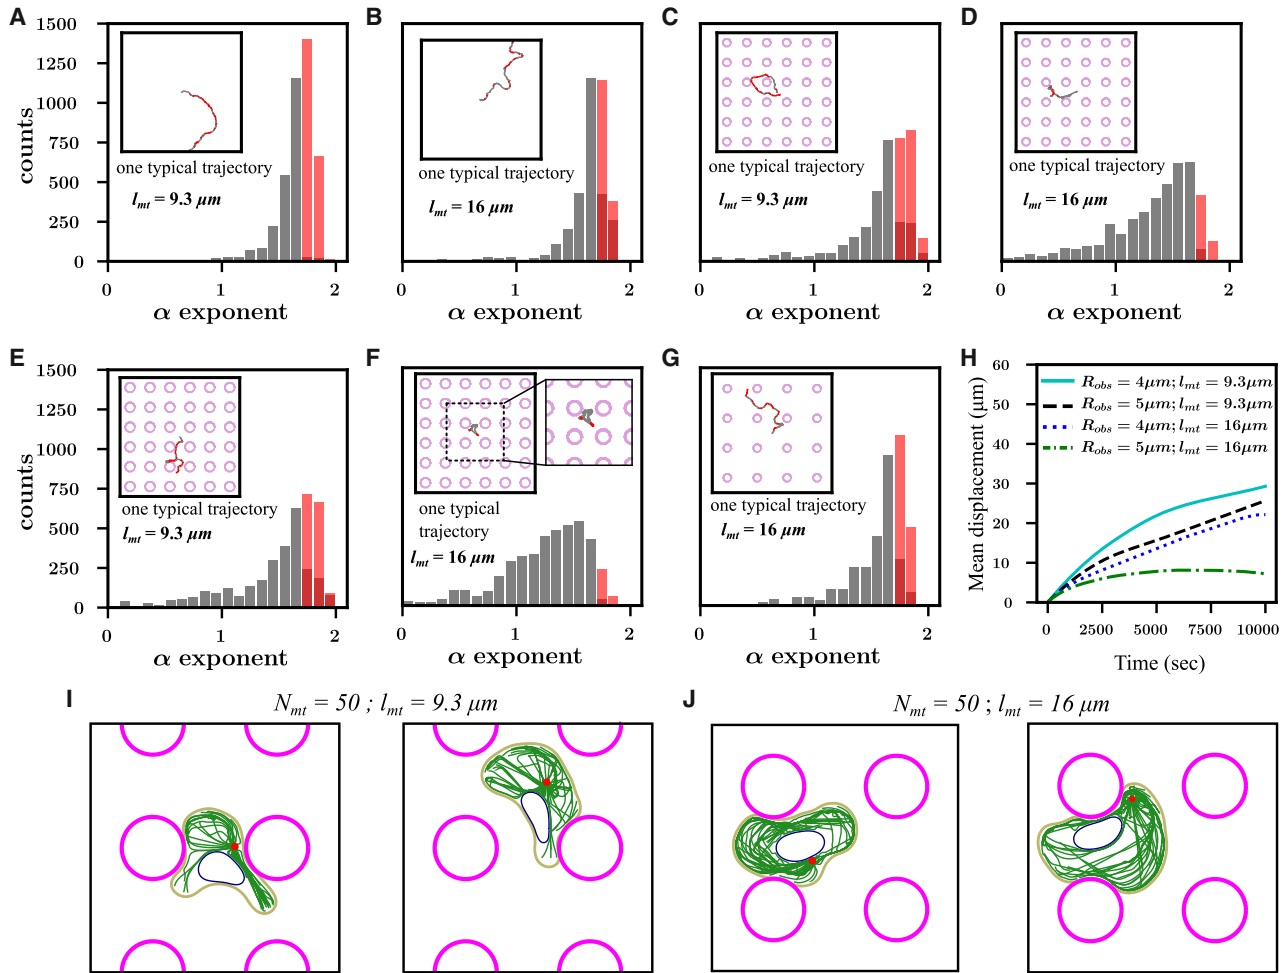 A
B
C
D
1500
1250
1000
750
500
250
0
counts
one typical trajectory
l_mt = 9.3 μm
one typical trajectory
l_mt = 16 μm
one typical trajectory
l_mt = 9.3 μm
one typical trajectory
l_mt = 16 μm
0 1 2
0 1 2
0 1 2
0 1 2
α exponent
α exponent
α exponent
α exponent
E
F
G
H
1500
1250
1000
750
500
250
0
counts
one typical trajectory
l_mt = 9.3 μm
one typical
trajectory
l_mt = 16 μm
one typical trajectory
l_mt = 16 μm
0 1 2
0 1 2
0 1 2
α exponent
α exponent
α exponent
60
50
40
30
20
10
0
Mean displacement (μm)
R_obs = 4μm; l_mt = 9.3μm
R_obs = 5μm; l_mt = 9.3μm
R_obs = 4μm; l_mt = 16μm
R_obs = 5μm; l_mt = 16μm
0 2500 5000 7500 10000
Time (sec)
I
N_mt = 50 ; l_mt = 9.3 μm
J
N_mt = 50 ; l_mt = 16 μm